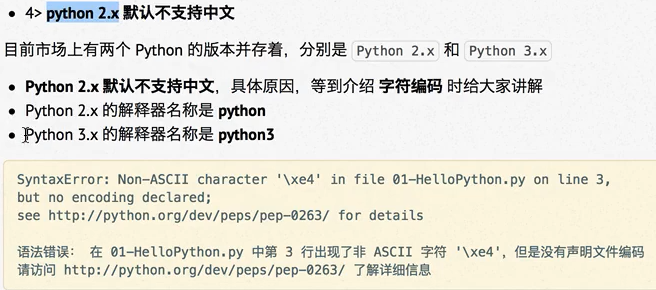 4> python 2.x 默认不支持中文
目前市场上有两个 Python 的版本并存着，分别是 Python 2.x 和 Python 3.x
Python 2.x 默认不支持中文，具体原因，等到介绍 字符编码 时给大家讲解
Python 2.x 的解释器名称是 python
Python 3.x 的解释器名称是 python3
SyntaxError: Non-ASCII character '\xe4' in file 01-HelloPython.py on line 3,
but no encoding declared;
see http://python.org/dev/peps/pep-0263/ for details
语法错误： 在 01-HelloPython.py 中第 3 行出现了非 ASCII 字符 '\xe4'，但是没有声明文件编码
请访问 http://python.org/dev/peps/pep-0263/ 了解详细信息